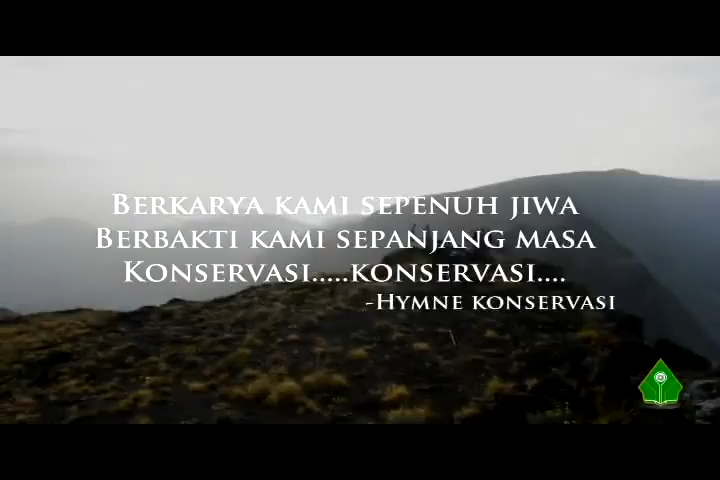 BERKARYA KAMI SEPENUH JIWA
BERBAKTI KAMI SEPANJANG MASA
KONSERVASI.....KONSERVASI....
-HYMNE KONSERVASI